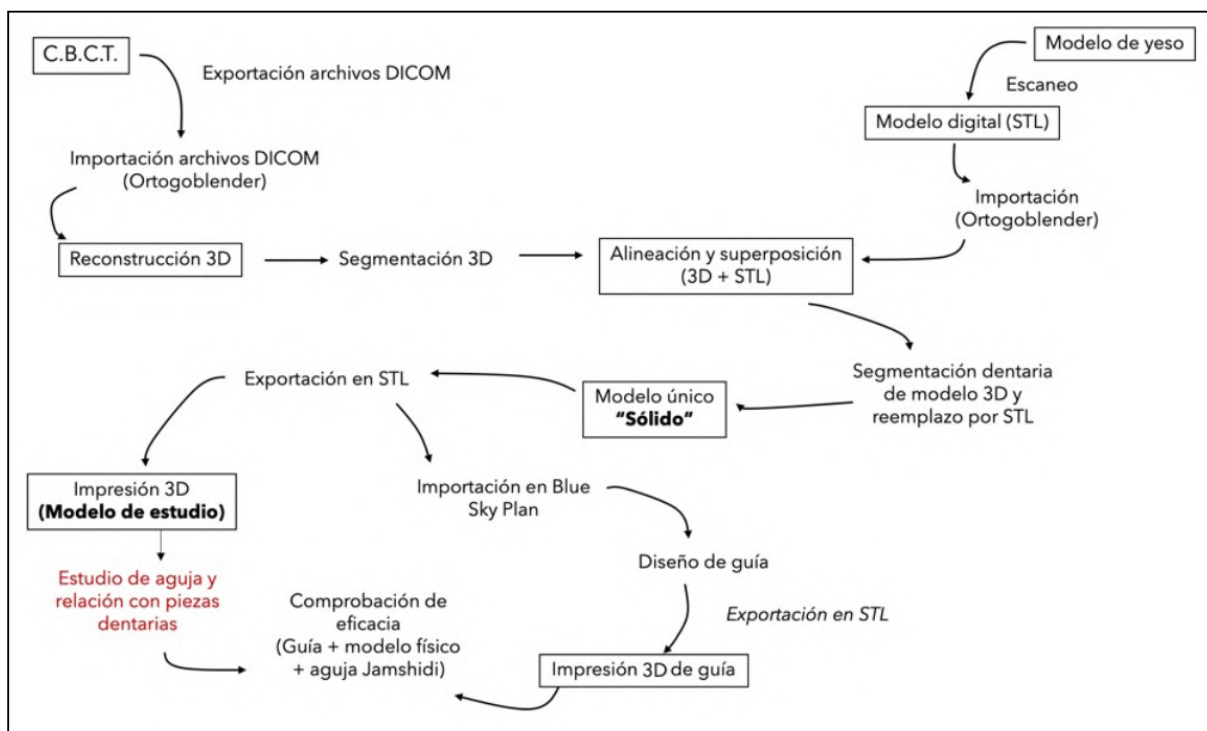 C.B.C.T.
Exportación archivos DICOM
Importación archivos DICOM
(Ortogoblender)
Reconstrucción 3D
Segmentación 3D
Modelo de yeso
Escaneo
Modelo digital (STL)
Importación
(Ortogoblender)
Alineación y superposición
(3D + STL)
Segmentación dentaria
de modelo 3D y
reemplazo por STL
Modelo único
“Sólido”
Exportación en STL
Impresión 3D
(Modelo de estudio)
Estudio de aguja y
relación con piezas
dentarias
Importación en Blue
Sky Plan
Diseño de guía
Exportación en STL
Impresión 3D de guía
Comprobación de
eficacia
(Guía + modelo físico
+ aguja Jamshidi)